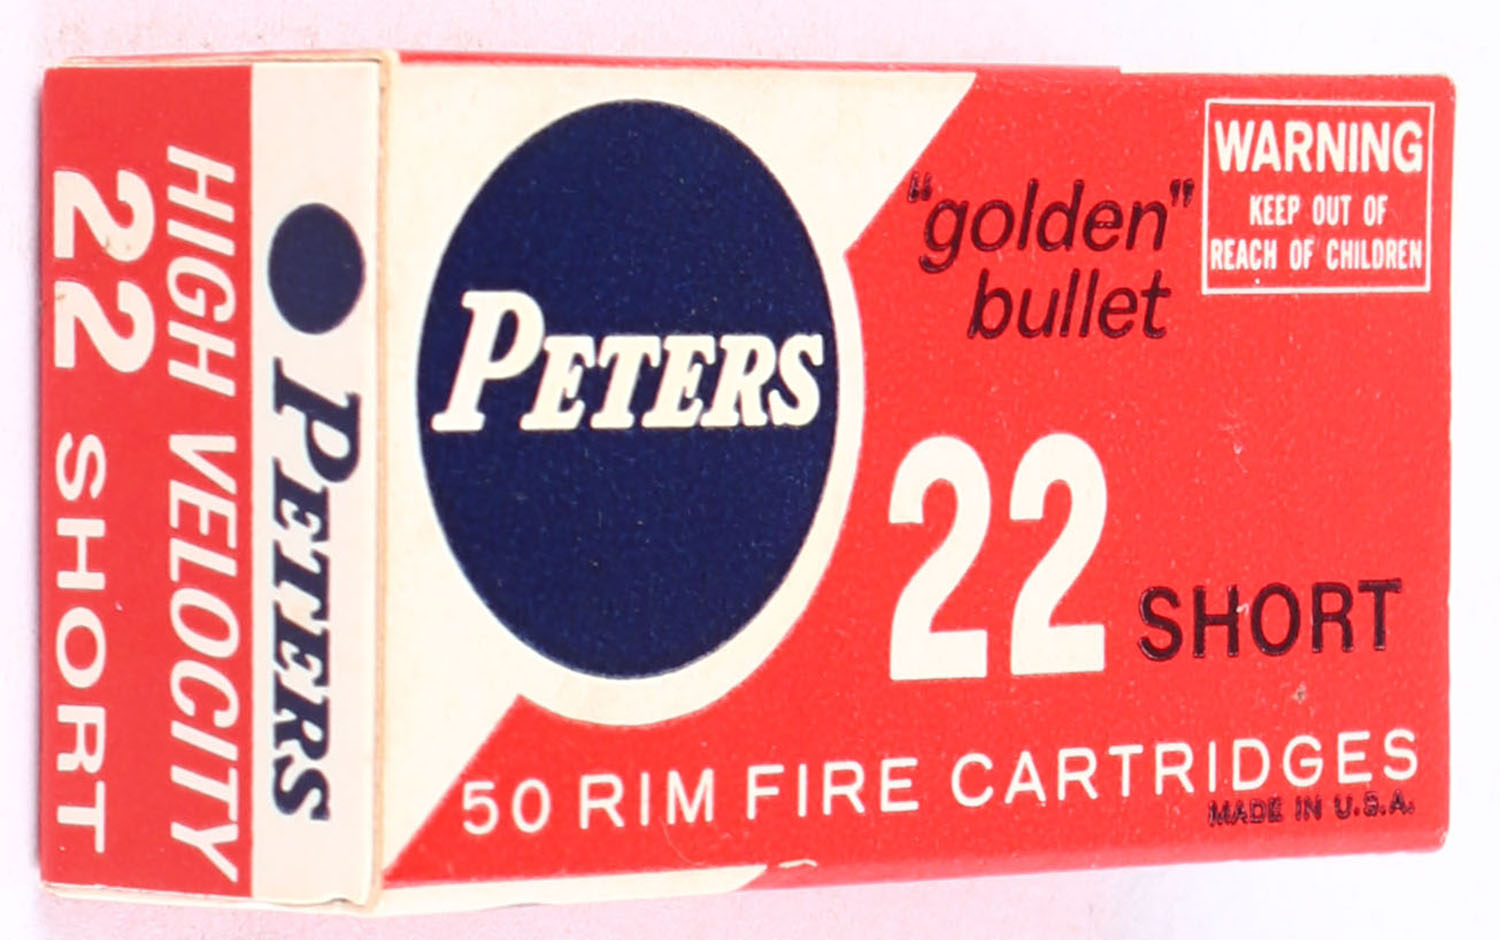 HIGH VELOCITY
22 SHORT
PETERS
PETERS
"golden"
bullet
WARNING
KEEP OUT OF
REACH OF CHILDREN
22 SHORT
50 RIM FIRE CARTRIDGES
MADE IN U.S.A.